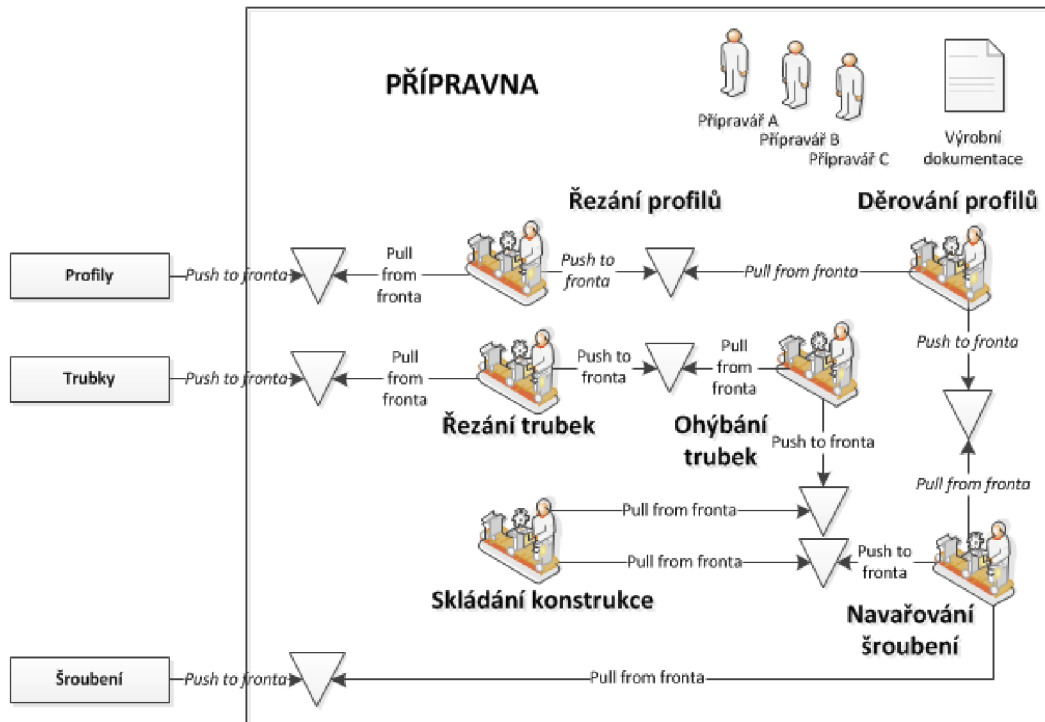 PŘÍPRAVNA
Přípravář A
Přípravář B
Přípravář C
Výrobní
dokumentace
Řezání profilů
Děrování profilů
Profily
Push to fronta
Pull
from
fronta
Push to
fronta
Pull from fronta
Push to fronta
Trubky
Push to fronta
Pull
from
fronta
Push to
fronta
Pull
from
fronta
Řezání trubek
Ohýbání
trubek
Push to fronta
Pull from fronta
Pull from fronta
Pull from fronta
Push to
fronta
Skládání konstrukce
Navařování
šroubení
Šroubení
Push to fronta
Pull from fronta